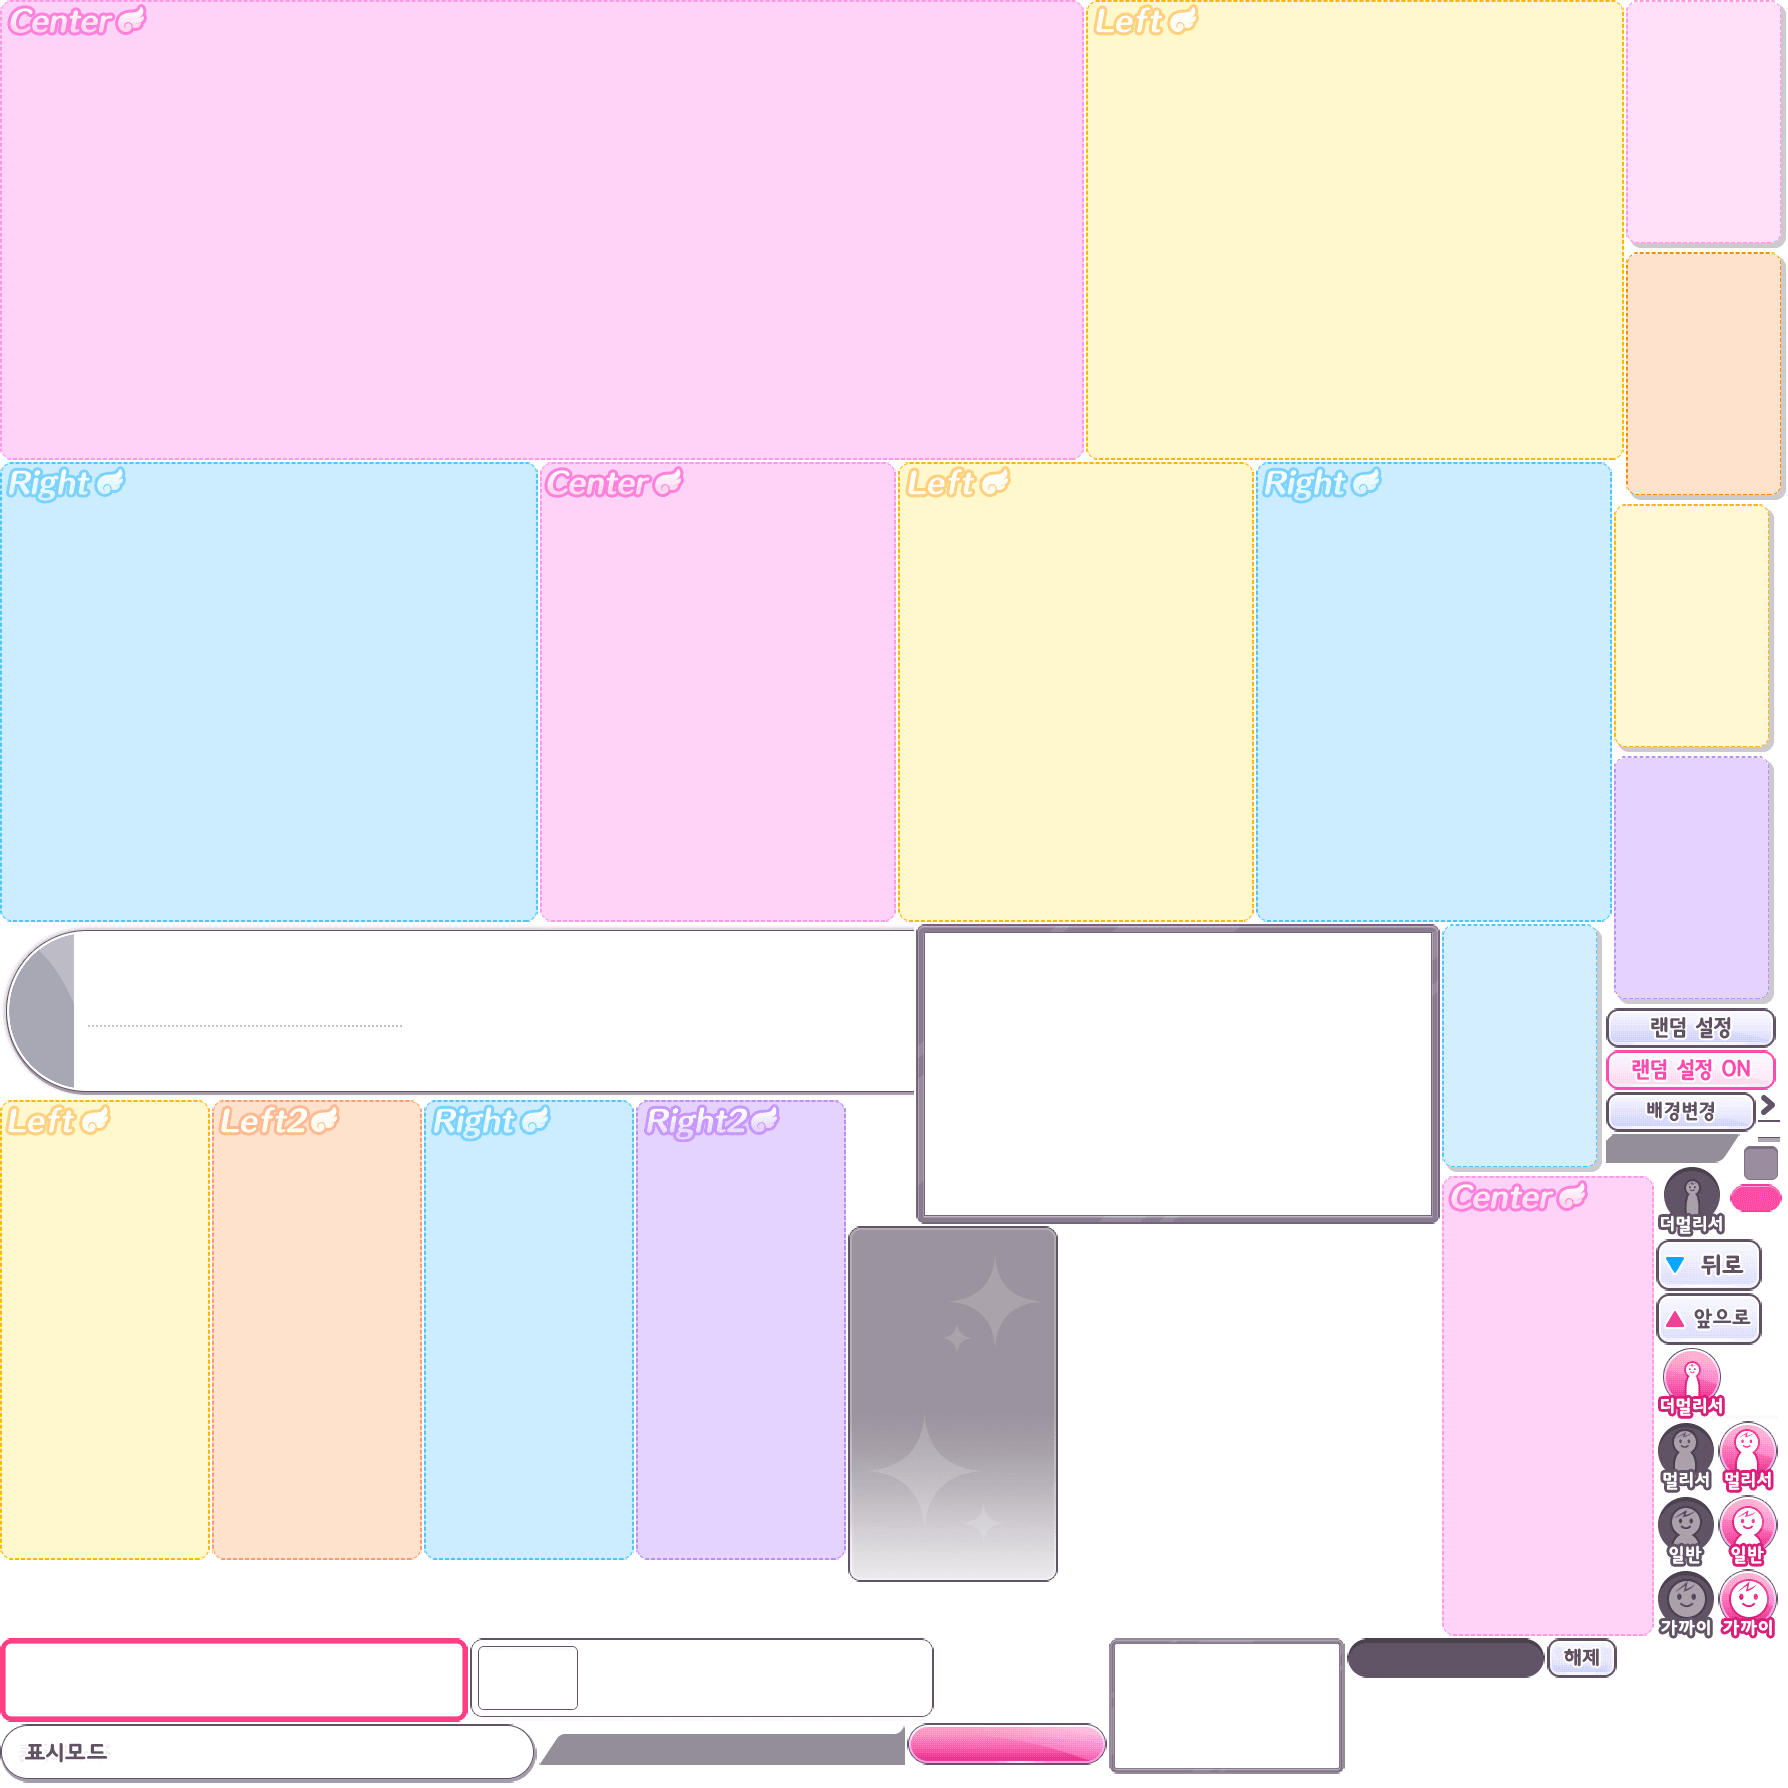 Center
Left
Right
Center
Left
Right
랜덤 설정
랜덤 설정 ON
배경변경
Left
Left2
Right
Right2
Center
더멀리서
뒤로
앞으로
더멀리서
멀리서
멀리서
일반
일반
가까이
가까이
해제
표시모드